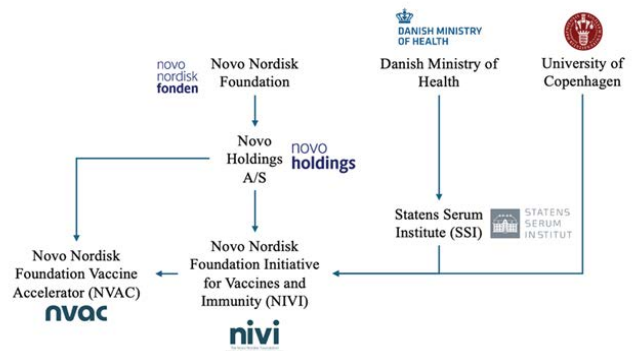 DANISH MINISTRY
OF HEALTH
novo
nordisk
fonden
Novo Nordisk
Foundation
Danish Ministry of
Health
University of
Copenhagen
Novo
Holdings
A/S
novo
holdings
Statens Serum
Institute (SSI)
STATENS
SERUM
INSTITUT
Novo Nordisk
Foundation Vaccine
Accelerator (NVAC)
nvac
Novo Nordisk
Foundation Initiative
for Vaccines and
Immunity (NIVI)
nivi